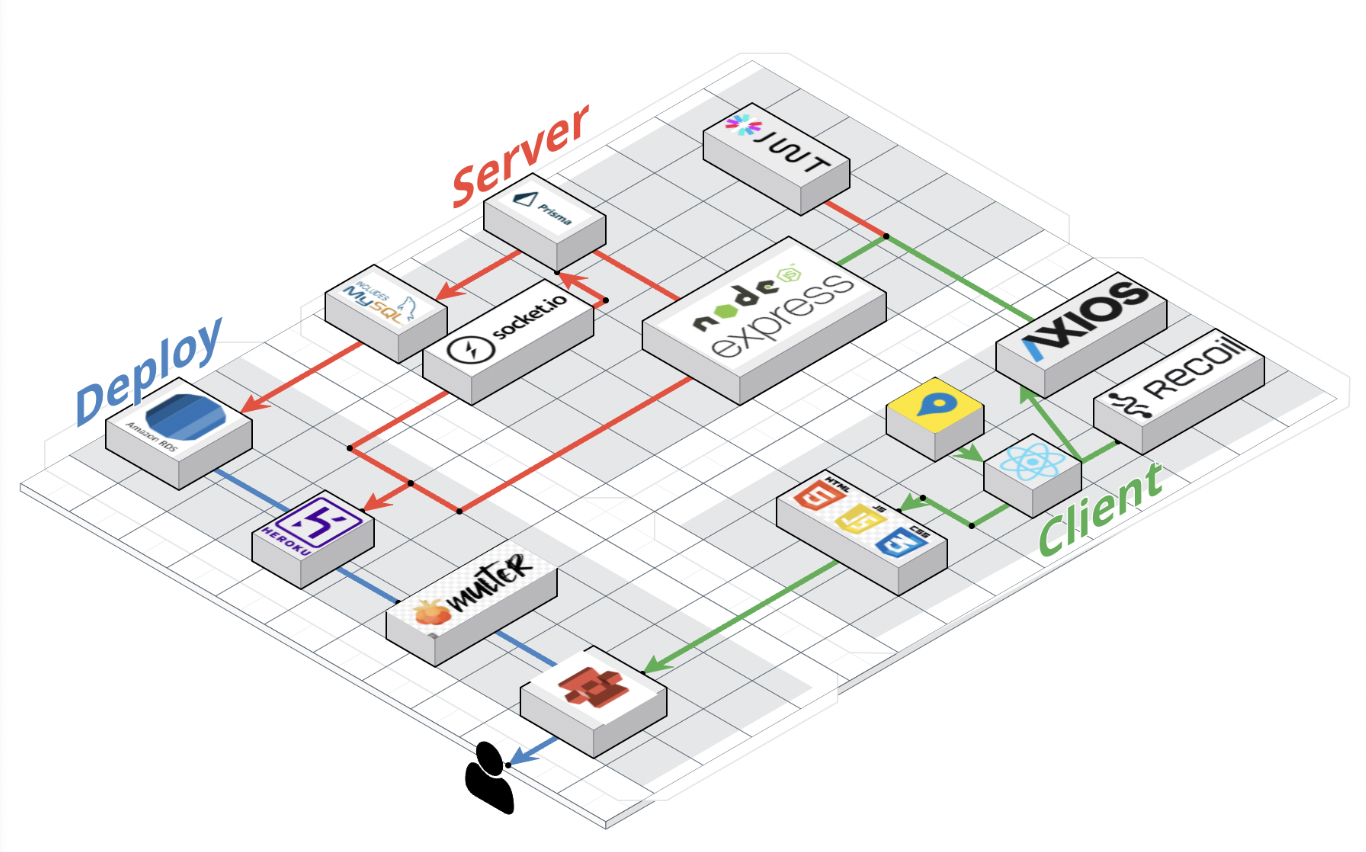 Server
JWT
Prisma
INCLUDES
MySQL
socket.io
node
express
AXIOS
RECOIL
Deploy
Amazon RDS
HEROKU
multer
HTML
JS
CSS
Client